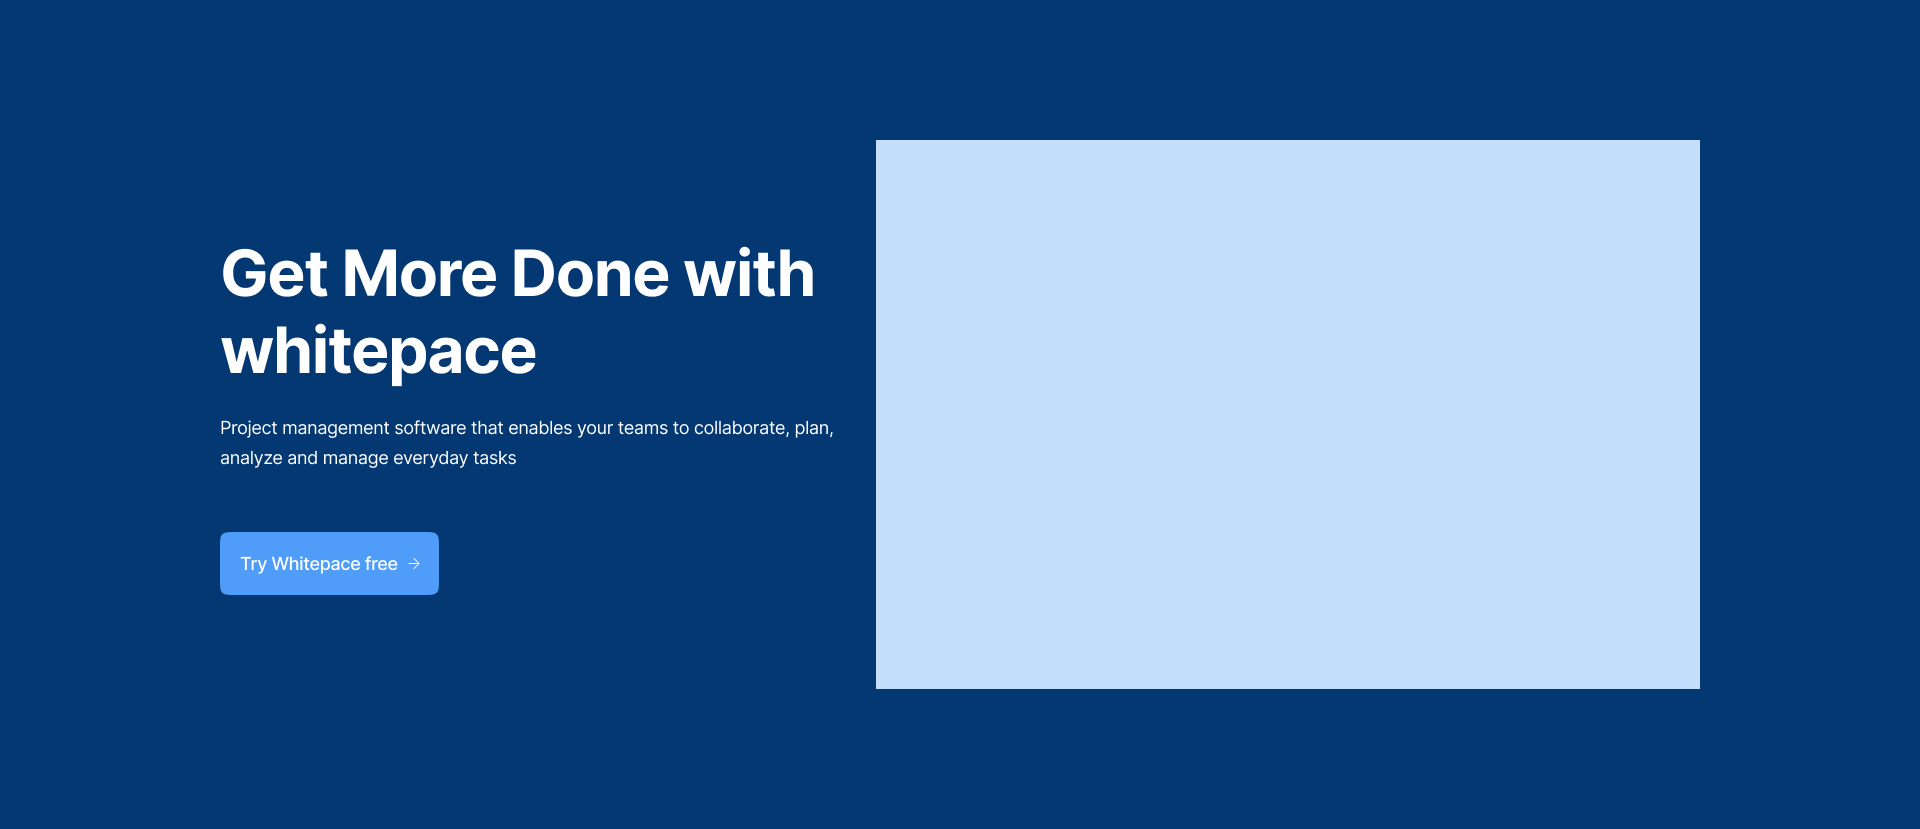 Get More Done with
whitepace
Project management software that enables your teams to collaborate, plan,
analyze and manage everyday tasks
Try Whitepace free →